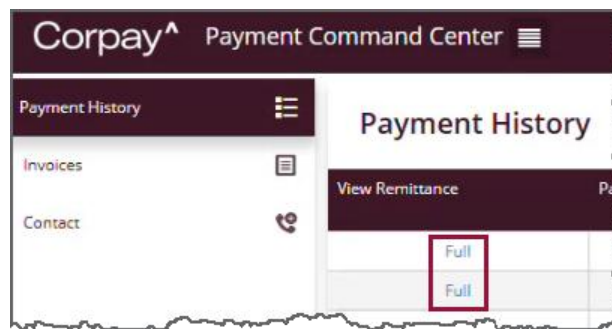 Corpay^ Payment Command Center
Payment History
Invoices
Contact
Payment History
View Remittance
Full
Full